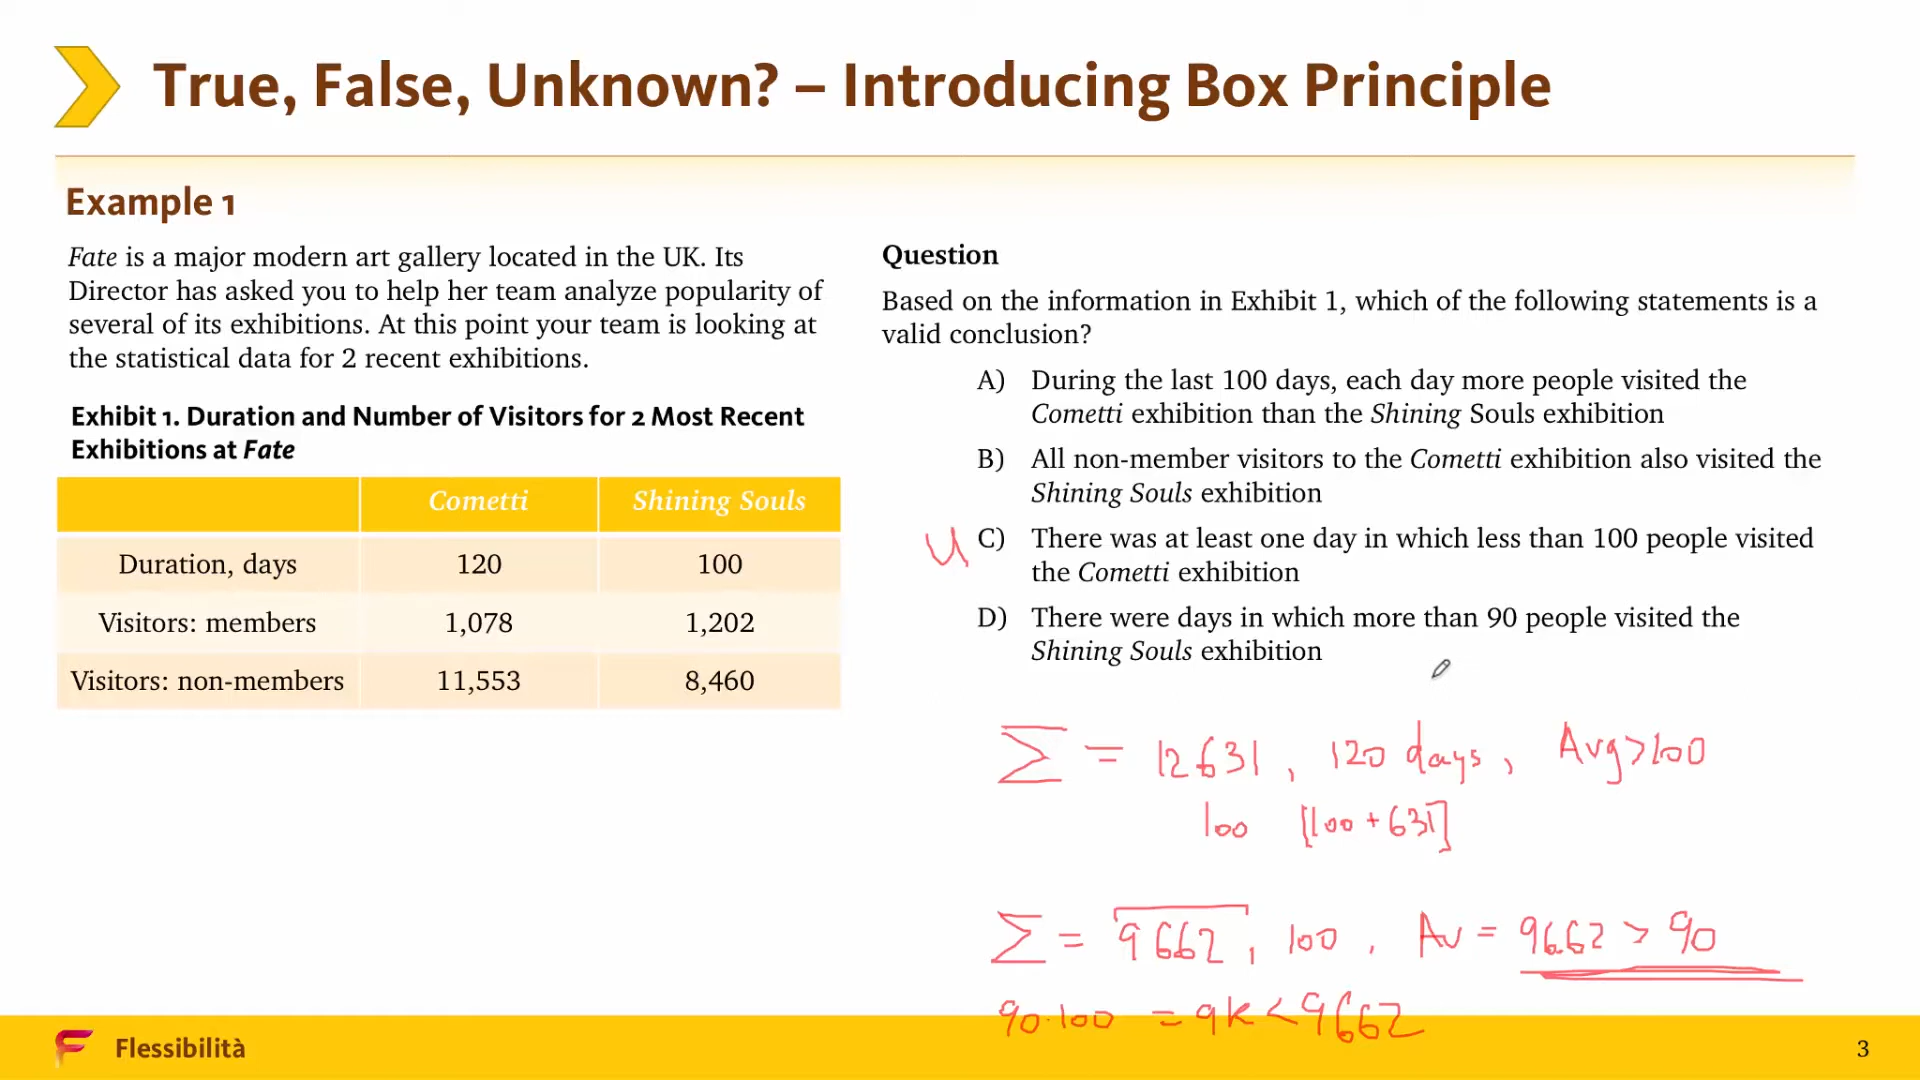 True, False, Unknown? – Introducing Box Principle
Example 1
Fate is a major modern art gallery located in the UK. Its
Director has asked you to help her team analyze popularity of
several of its exhibitions. At this point your team is looking at
the statistical data for 2 recent exhibitions.
Exhibit 1. Duration and Number of Visitors for 2 Most Recent
Exhibitions at Fate
Cometti Shining Souls
Duration, days 120 100
Visitors: members 1,078 1,202
Visitors: non-members 11,553 8,460
Question
Based on the information in Exhibit 1, which of the following statements is a
valid conclusion?
A) During the last 100 days, each day more people visited the
Cometti exhibition than the Shining Souls exhibition
B) All non-member visitors to the Cometti exhibition also visited the
Shining Souls exhibition
U C) There was at least one day in which less than 100 people visited
the Cometti exhibition
D) There were days in which more than 90 people visited the
Shining Souls exhibition
Σ = 12631, 120 days, Avg>100
100 [100+631]
Σ = 9662, 100, Av = 96.62 > 90
90·100 = 9k < 9662
Flessibilità
3